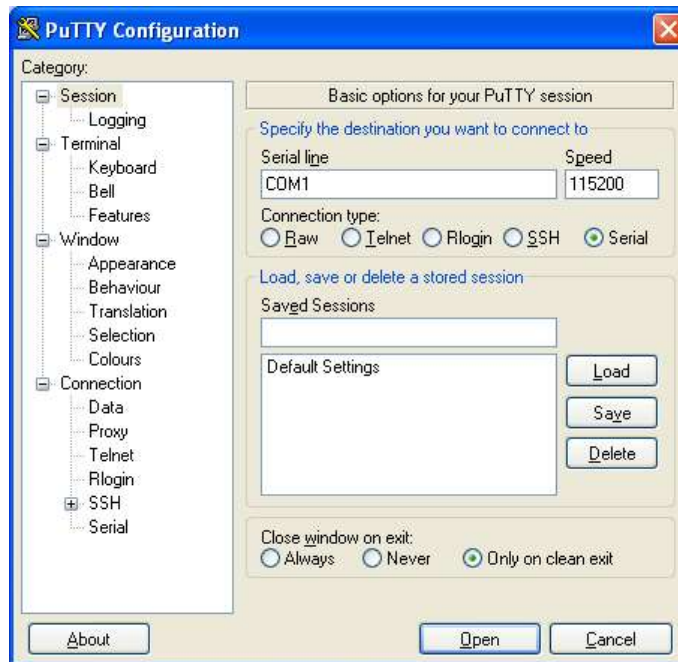 PuTTY Configuration
Category:
Session
Logging
Terminal
Keyboard
Bell
Features
Window
Appearance
Behaviour
Translation
Selection
Colours
Connection
Data
Proxy
Telnet
Rlogin
SSH
Serial
Basic options for your PuTTY session
Specify the destination you want to connect to
Serial line Speed
COM1 115200
Connection type:
Raw Telnet Rlogin SSH Serial
Load, save or delete a stored session
Saved Sessions
Default Settings
Load
Save
Delete
Close window on exit:
Always Never Only on clean exit
About Open Cancel